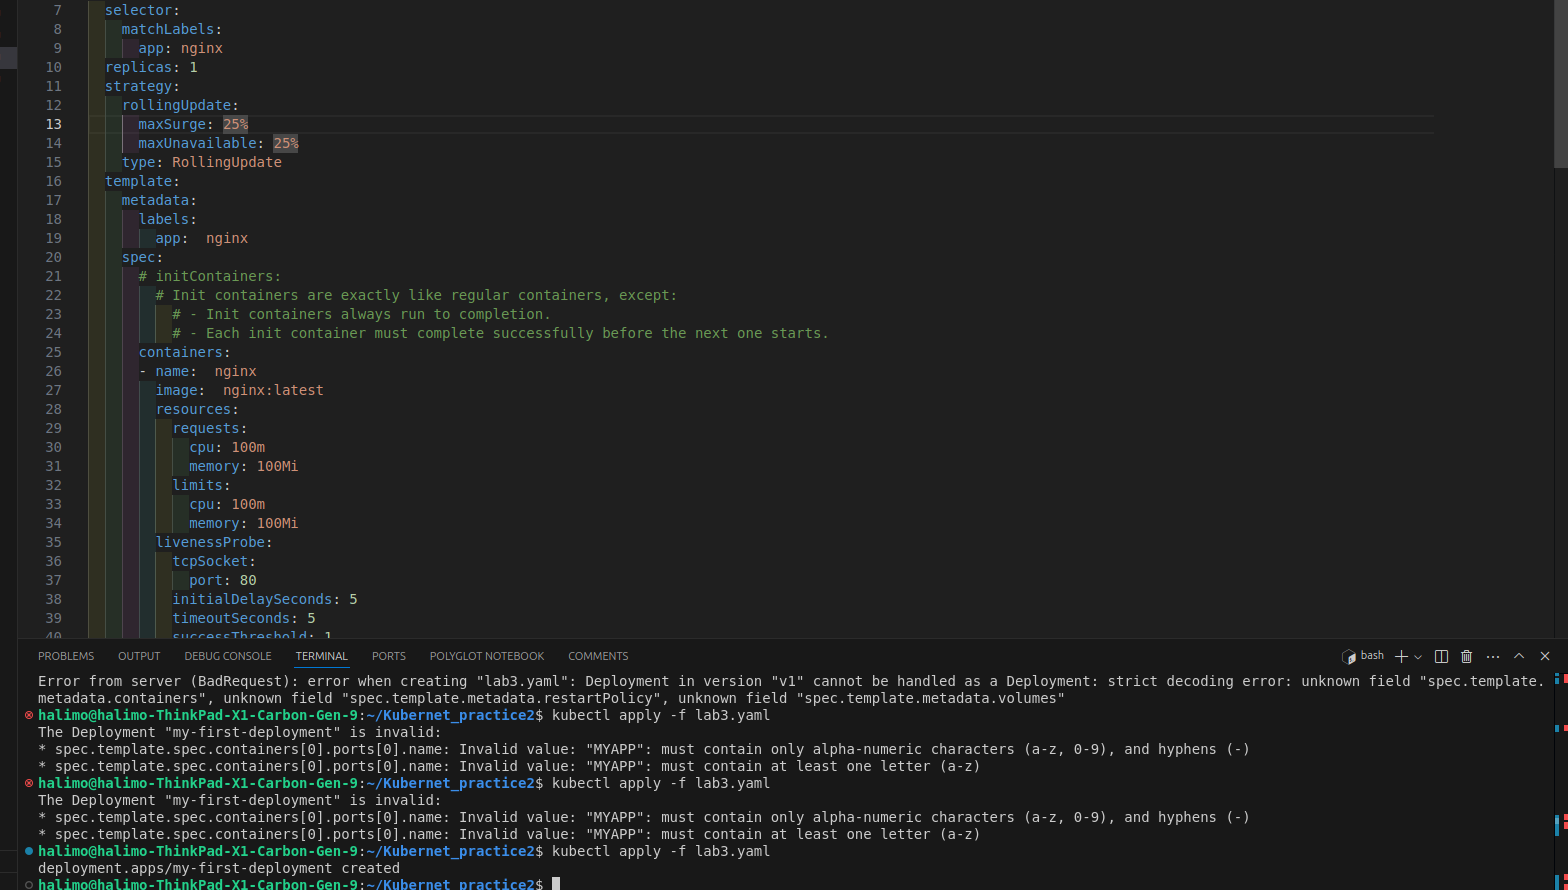 7 selector:
8 matchLabels:
9 app: nginx
10 replicas: 1
11 strategy:
12 rollingUpdate:
13 maxSurge: 25%
14 maxUnavailable: 25%
15 type: RollingUpdate
16 template:
17 metadata:
18 labels:
19 app:  nginx
20 spec:
21 # initContainers:
22 # Init containers are exactly like regular containers, except:
23 # - Init containers always run to completion.
24 # - Each init container must complete successfully before the next one starts.
25 containers:
26 - name:  nginx
27 image:  nginx:latest
28 resources:
29 requests:
30 cpu: 100m
31 memory: 100Mi
32 limits:
33 cpu: 100m
34 memory: 100Mi
35 livenessProbe:
36 tcpSocket:
37 port: 80
38 initialDelaySeconds: 5
39 timeoutSeconds: 5
40 successThreshold: 1
PROBLEMS OUTPUT DEBUG CONSOLE TERMINAL PORTS POLYGLOT NOTEBOOK COMMENTS bash
Error from server (BadRequest): error when creating "lab3.yaml": Deployment in version "v1" cannot be handled as a Deployment: strict decoding error: unknown field "spec.template.
metadata.containers", unknown field "spec.template.metadata.restartPolicy", unknown field "spec.template.metadata.volumes"
halimo@halimo-ThinkPad-X1-Carbon-Gen-9:~/Kubernet_practice2$ kubectl apply -f lab3.yaml
The Deployment "my-first-deployment" is invalid:
* spec.template.spec.containers[0].ports[0].name: Invalid value: "MYAPP": must contain only alpha-numeric characters (a-z, 0-9), and hyphens (-)
* spec.template.spec.containers[0].ports[0].name: Invalid value: "MYAPP": must contain at least one letter (a-z)
halimo@halimo-ThinkPad-X1-Carbon-Gen-9:~/Kubernet_practice2$ kubectl apply -f lab3.yaml
The Deployment "my-first-deployment" is invalid:
* spec.template.spec.containers[0].ports[0].name: Invalid value: "MYAPP": must contain only alpha-numeric characters (a-z, 0-9), and hyphens (-)
* spec.template.spec.containers[0].ports[0].name: Invalid value: "MYAPP": must contain at least one letter (a-z)
halimo@halimo-ThinkPad-X1-Carbon-Gen-9:~/Kubernet_practice2$ kubectl apply -f lab3.yaml
deployment.apps/my-first-deployment created
halimo@halimo-ThinkPad-X1-Carbon-Gen-9:~/Kubernet_practice2$